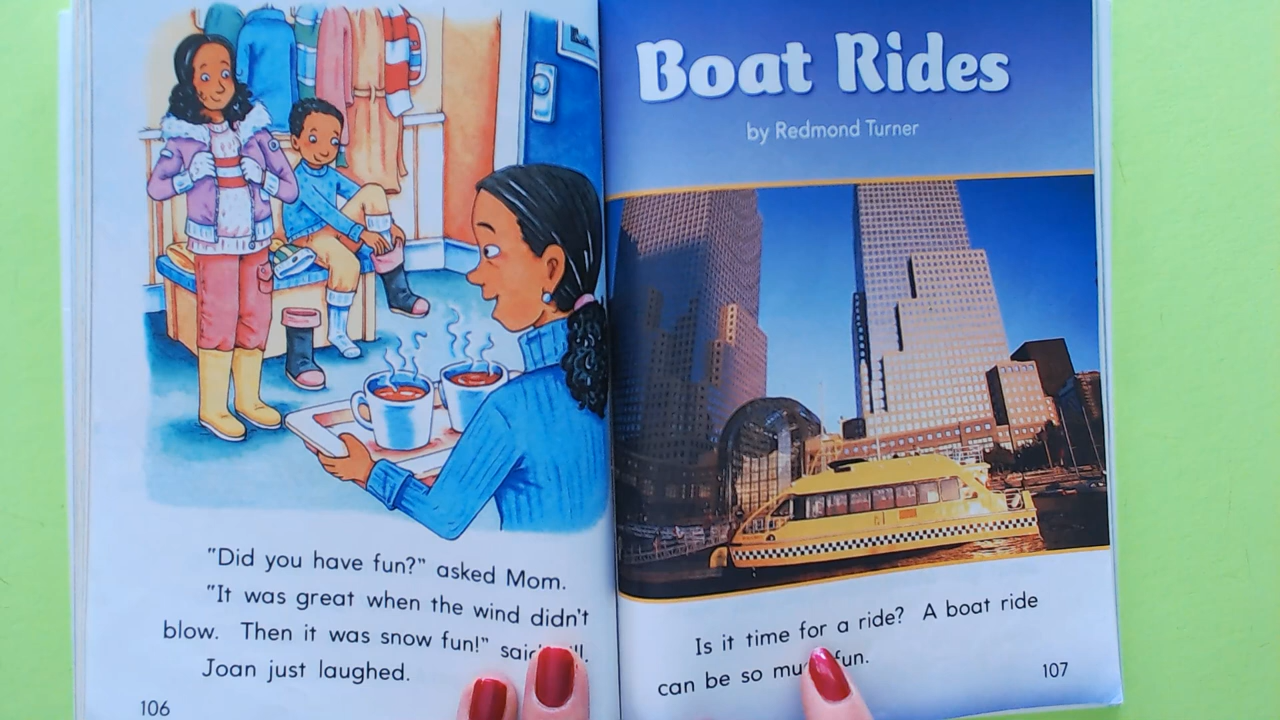 "Did you have fun?" asked Mom.
"It was great when the wind didn't
blow. Then it was snow fun!"
Joan just laughed.
106
Boat Rides
by Redmond Turner
Is it time for a ride? A boat ride
can be so fun.
107